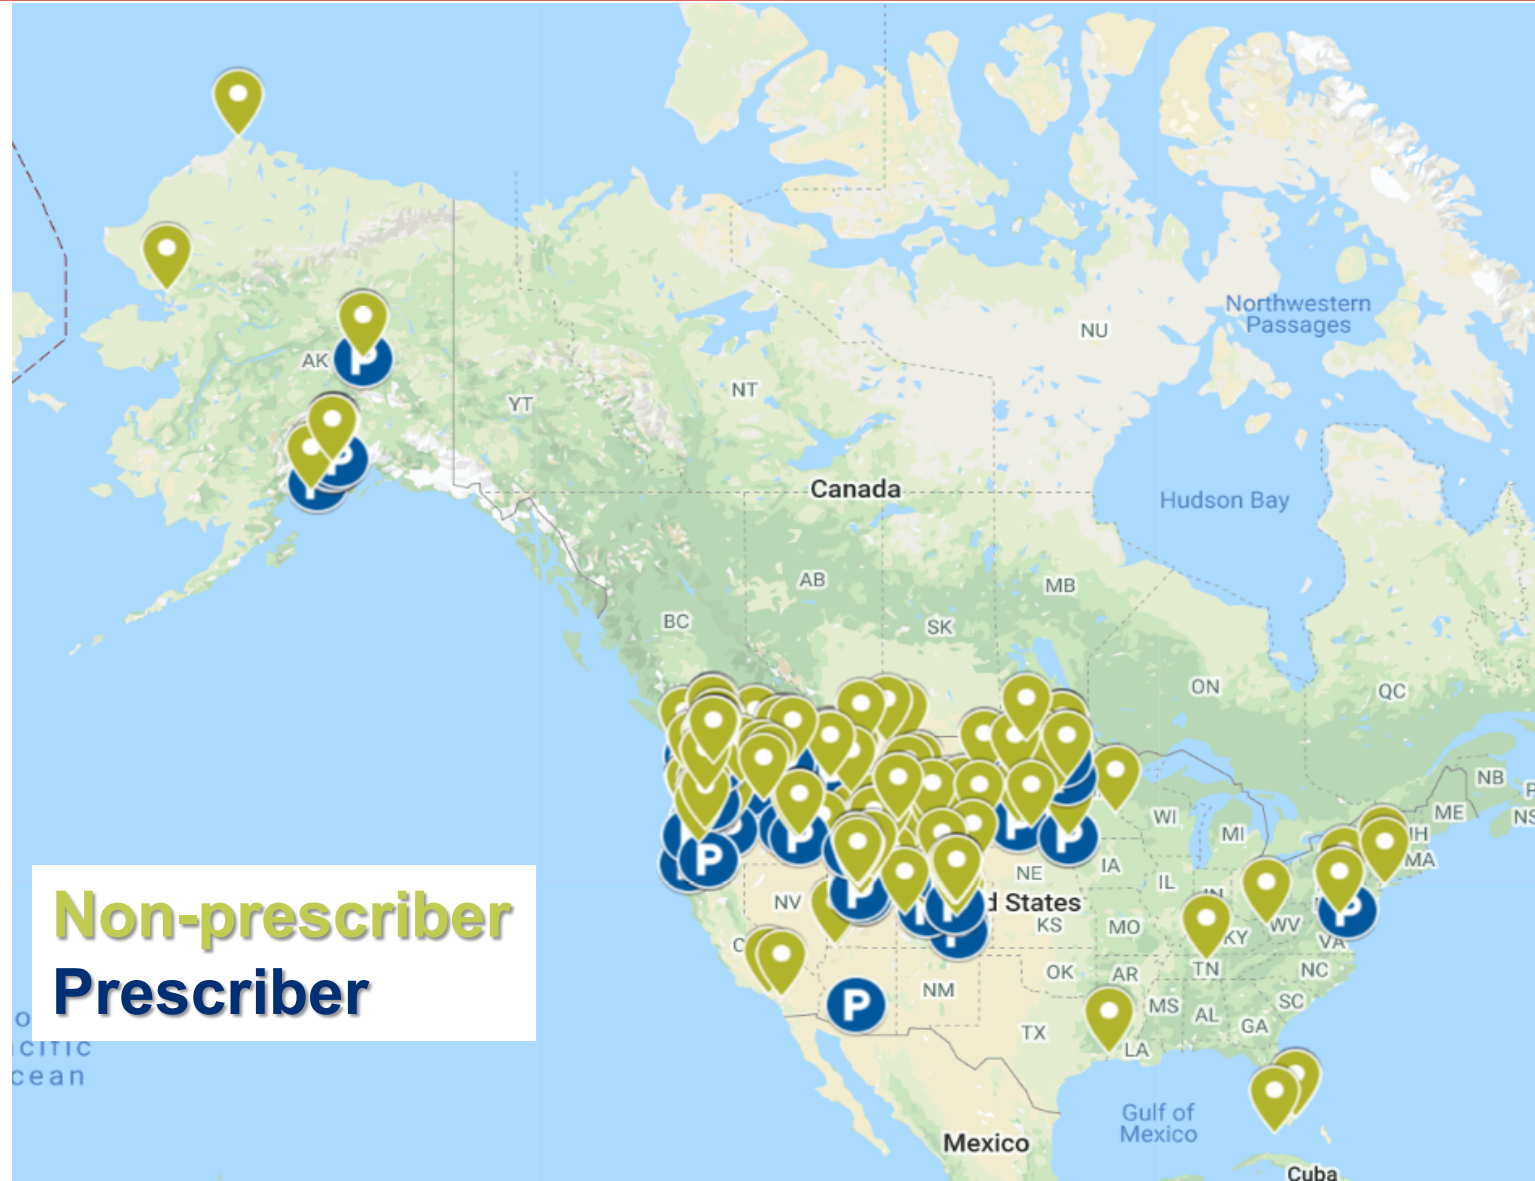 AK
P
P
P
YT
NT
NU
Northwestern
Passages
Canada
Hudson Bay
BC
AB
SK
MB
ON
QC
NB
NS
ME
WI
MI
MA
IA
IL
NE
NV
d States
KS
MO
KY
WV
VA
OK
AR
TN
NC
NM
MS
AL
GA
SC
TX
LA
P
P
P
P
P
P
P
P
Non-prescriber
Prescriber
cific
cean
Gulf of
Mexico
Mexico
Cuba